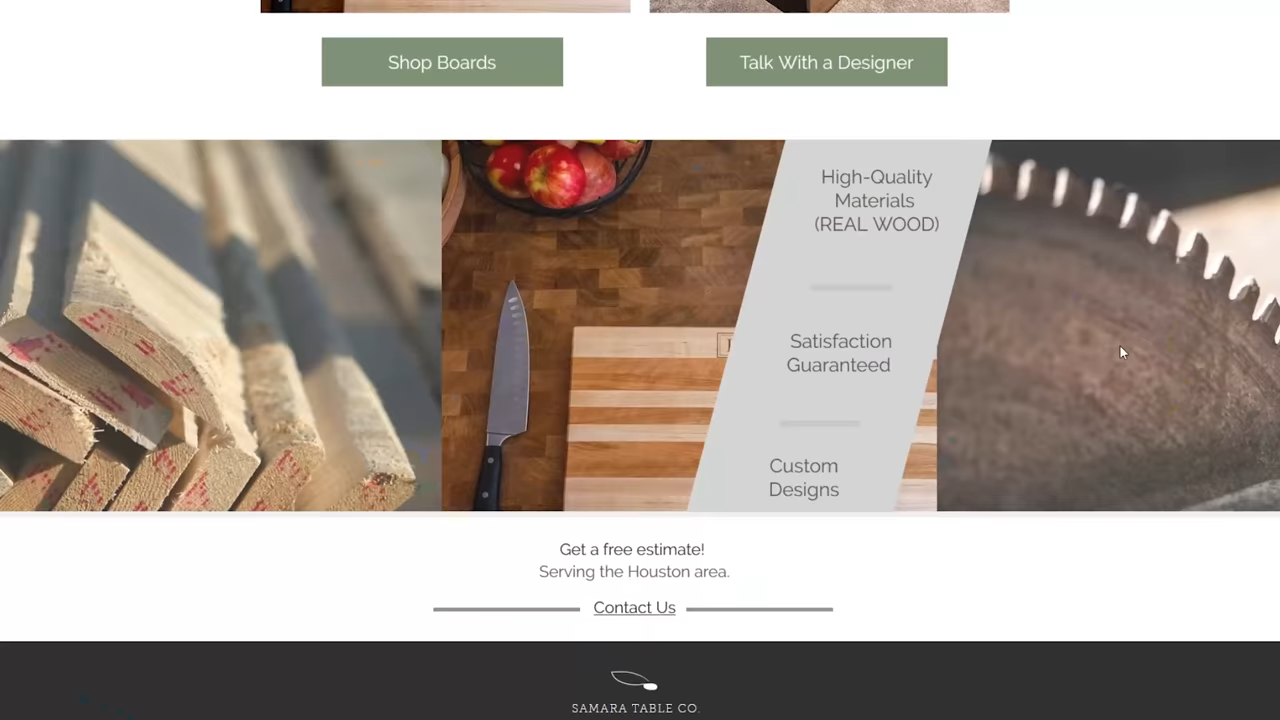 Shop Boards
Talk With a Designer
High-Quality
Materials
(REAL WOOD)
Satisfaction
Guaranteed
Custom
Designs
Get a free estimate!
Serving the Houston area.
Contact Us
SAMARA TABLE CO.